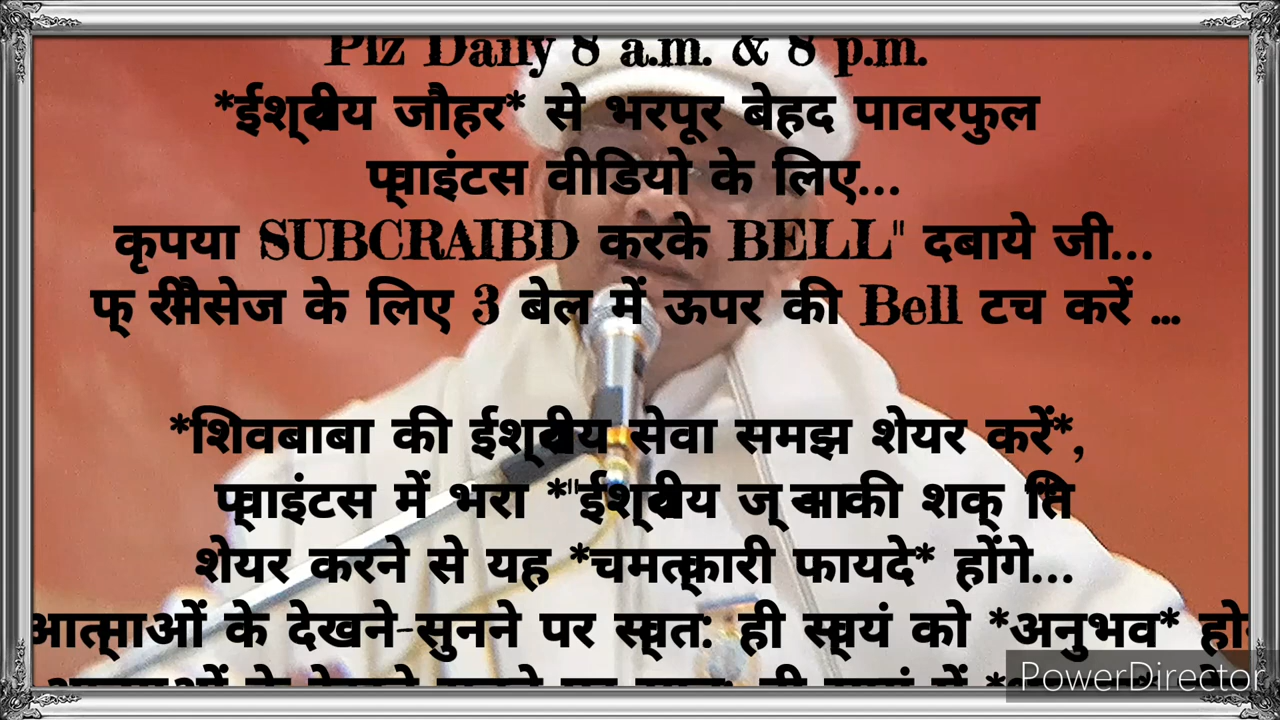 Plz Daily 8 a.m. & 8 p.m.
*ईश्वरीय जौहर* से भरपूर बेहद पावरफुल
प्वाइंटस वीडियो के लिए...
कृपया SUBCRAIBD करके BELL" दबाये जी...
फ्री मैसेज के लिए 3 बेल में ऊपर की Bell टच करें ...
*शिवबाबा की ईश्वरीय सेवा समझ शेयर करें*,
प्वाइंटस में भरा *"ईश्वरीय ज्ञान की शक्ति"
शेयर करने से यह *चमत्कारी फायदे* होंगे...
आत्माओं के देखने-सुनने पर स्वत: ही स्वयं को *अनुभव*
PowerDirector